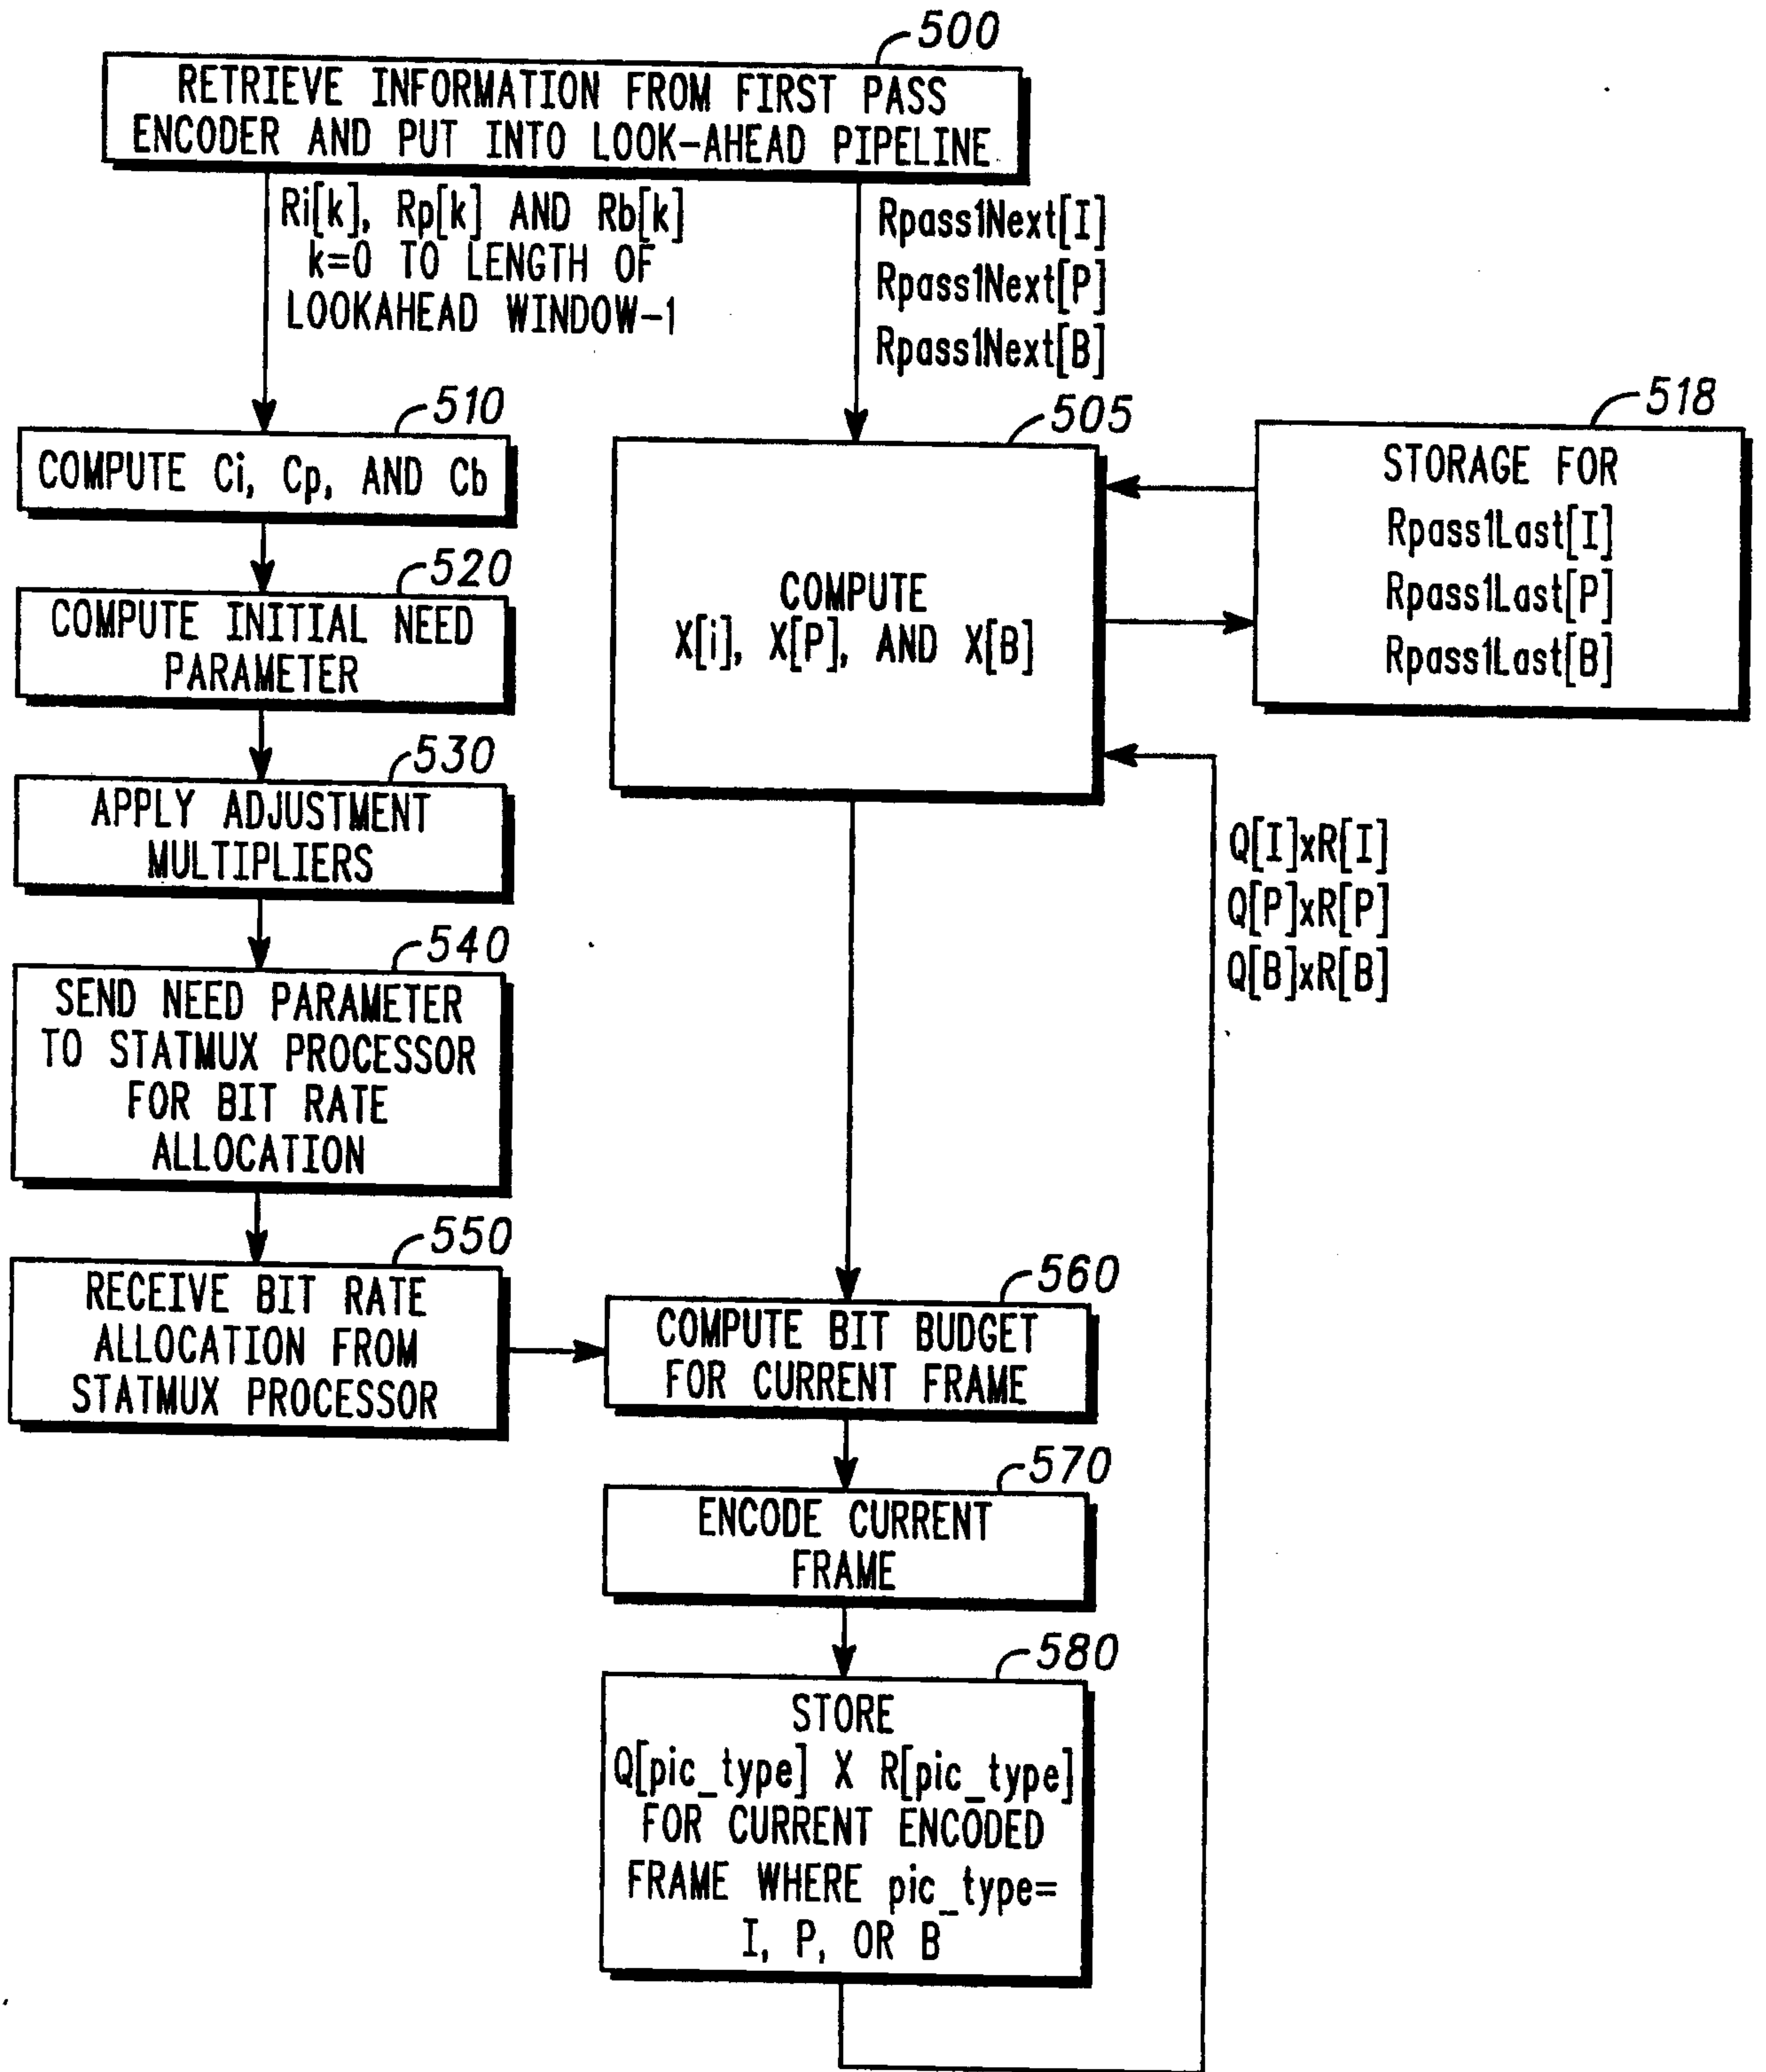 500
RETRIEVE INFORMATION FROM FIRST PASS
ENCODER AND PUT INTO LOOK-AHEAD PIPELINE
Ri[k], Rp[k] AND Rb[k]
k=0 TO LENGTH OF
LOOKAHEAD WINDOW-1
Rpass1Next[I]
Rpass1Next[P]
Rpass1Next[B]
510
COMPUTE Ci, Cp, AND Cb
505
COMPUTE
X[i], X[P], AND X[B]
518
STORAGE FOR
Rpass1Last[I]
Rpass1Last[P]
Rpass1Last[B]
520
COMPUTE INITIAL NEED
PARAMETER
530
APPLY ADJUSTMENT
MULTIPLIERS
Q[I]xR[I]
Q[P]xR[P]
Q[B]xR[B]
540
SEND NEED PARAMETER
TO STATMUX PROCESSOR
FOR BIT RATE
ALLOCATION
550
RECEIVE BIT RATE
ALLOCATION FROM
STATMUX PROCESSOR
560
COMPUTE BIT BUDGET
FOR CURRENT FRAME
570
ENCODE CURRENT
FRAME
580
STORE
Q[pic_type] X R[pic_type]
FOR CURRENT ENCODED
FRAME WHERE pic_type=
I, P, OR B